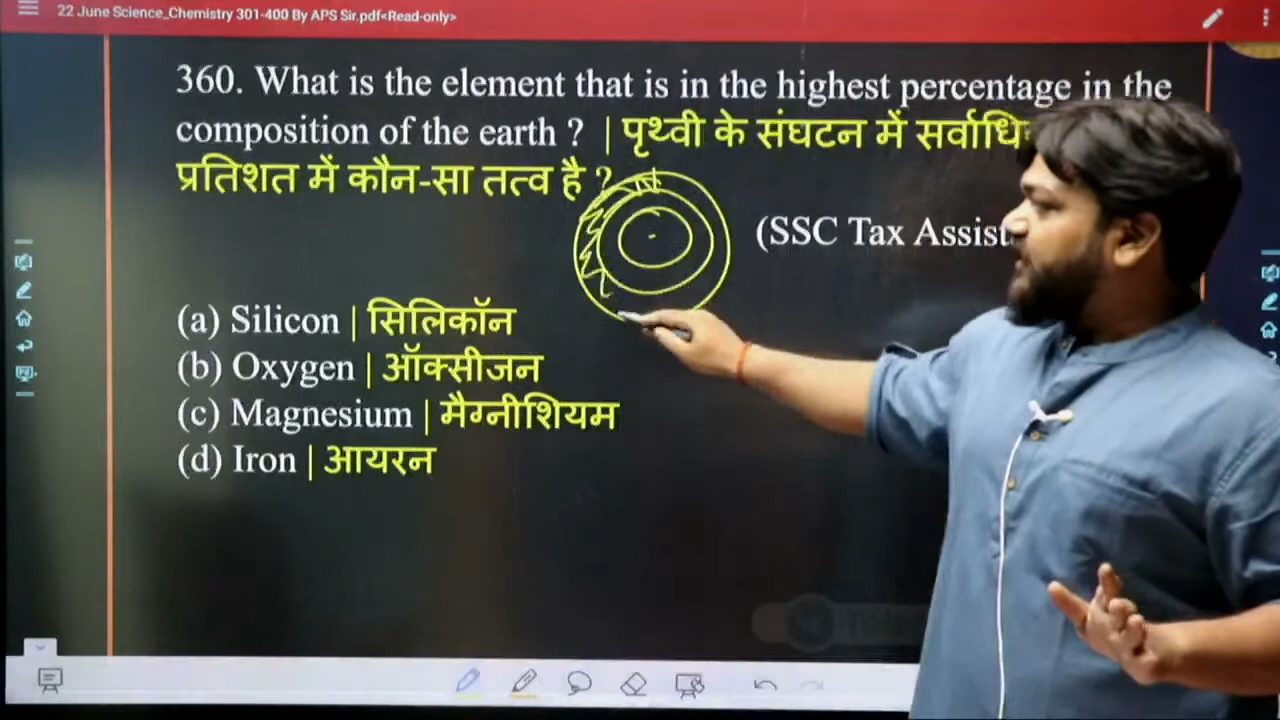 22 June Science_Chemistry 301-400 By APS Sir.pdf<Read-only>
360. What is the element that is in the highest percentage in the
composition of the earth ? | पृथ्वी के संघटन में
प्रतिशत में कौन-सा तत्व है ?
(SSC Tax
(a) Silicon | सिलिकॉन
(b) Oxygen | ऑक्सीजन
(c) Magnesium | मैग्नीशियम
(d) Iron | आयरन